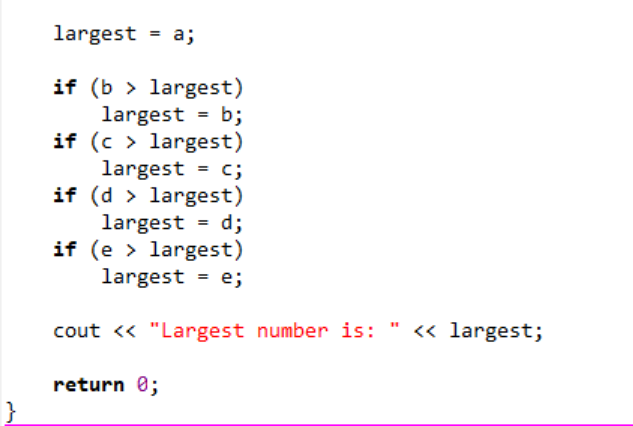 largest = a;
if (b > largest)
largest = b;
if (c > largest)
largest = c;
if (d > largest)
largest = d;
if (e > largest)
largest = e;
cout << "Largest number is: " << largest;
return 0;
}